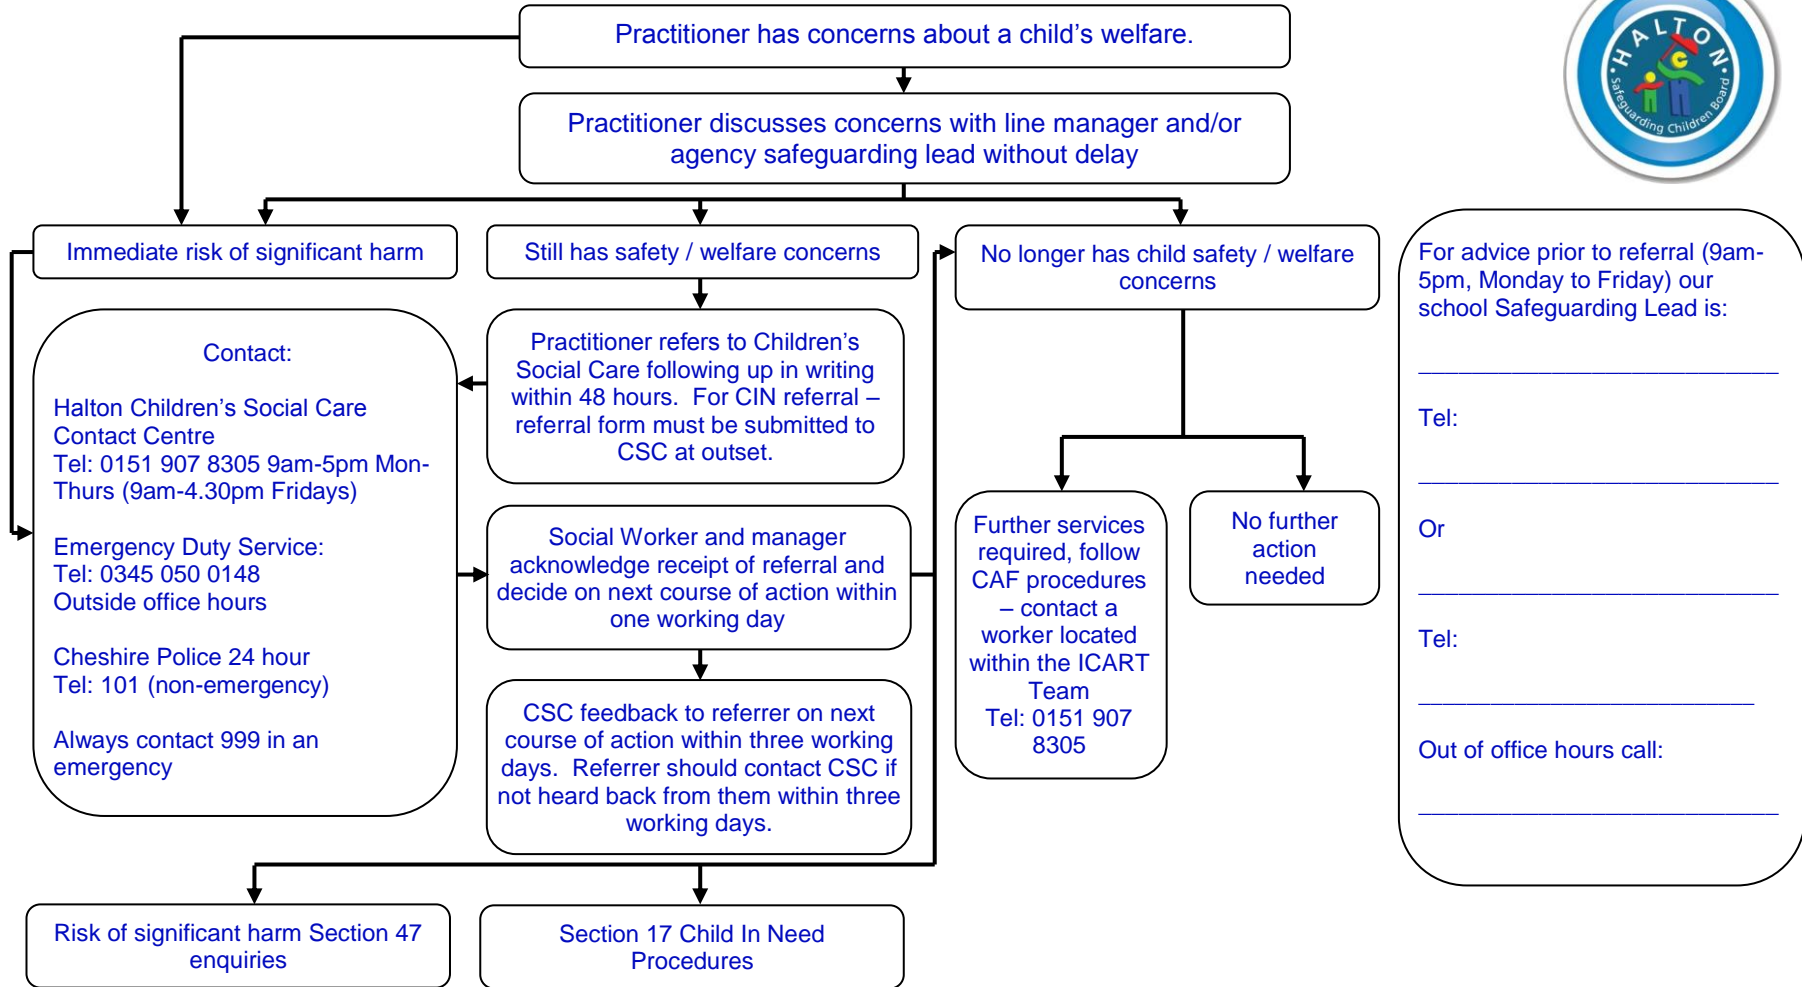 Practitioner has concerns about a child’s welfare.
HALTON
Safeguarding Children Board
Practitioner discusses concerns with line manager and/or
agency safeguarding lead without delay
Immediate risk of significant harm
Still has safety / welfare concerns
No longer has child safety / welfare
concerns
Contact:
Halton Children’s Social Care
Contact Centre
Tel: 0151 907 8305 9am-5pm Mon-
Thurs (9am-4.30pm Fridays)
Emergency Duty Service:
Tel: 0345 050 0148
Outside office hours
Cheshire Police 24 hour
Tel: 101 (non-emergency)
Always contact 999 in an
emergency
Practitioner refers to Children’s
Social Care following up in writing
within 48 hours.  For CIN referral –
referral form must be submitted to
CSC at outset.
Social Worker and manager
acknowledge receipt of referral and
decide on next course of action within
one working day
CSC feedback to referrer on next
course of action within three working
days.  Referrer should contact CSC if
not heard back from them within three
working days.
Further services
required, follow
CAF procedures
– contact a
worker located
within the ICART
Team
Tel: 0151 907
8305
No further
action
needed
For advice prior to referral (9am-
5pm, Monday to Friday) our
school Safeguarding Lead is:
Tel:
Or
Tel:
Out of office hours call:
Risk of significant harm Section 47
enquiries
Section 17 Child In Need
Procedures